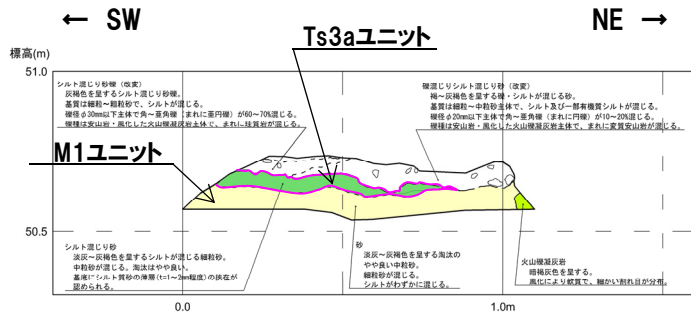 ← SW
NE →
Ts3aユニット
標高(m)
51.0
シルト混じり砂礫（改変）
灰褐色を呈するシルト混じり砂礫。
基質は細粒～粗粒砂で、シルトが混じる。
礫径φ30mm以下主体で角～亜角礫（まれに亜円礫）が60～70%混じる。
礫種は安山岩・風化した火山礫凝灰岩主体で、まれに珪質岩が混じる。
礫混じりシルト混じり砂（改変）
褐～灰褐色を呈する礫・シルトが混じる砂。
基質は細粒～中粒砂主体で、シルト及び一部有機質シルトが混じる。
礫径φ20mm以下主体で角～亜角礫（まれに円礫）が10～20%混じる。
礫種は安山岩・風化した火山礫凝灰岩主体で、まれに変質安山岩が混じる。
M1ユニット
50.5
シルト混じり砂
淡灰～灰褐色を呈するシルトが混じる細粒砂。
中粒砂が混じる。淘汰はやや良い。
基底にシルト質砂の薄層(t=1～2mm程度)の挟在が
認められる。
砂
淡灰～灰褐色を呈する淘汰の
やや良い中粒砂。
細粒砂が混じる。
シルトがわずかに混じる。
火山礫凝灰岩
暗褐灰色を呈する。
風化により軟質で、細かい割れ目が分布。
0.0
1.0m